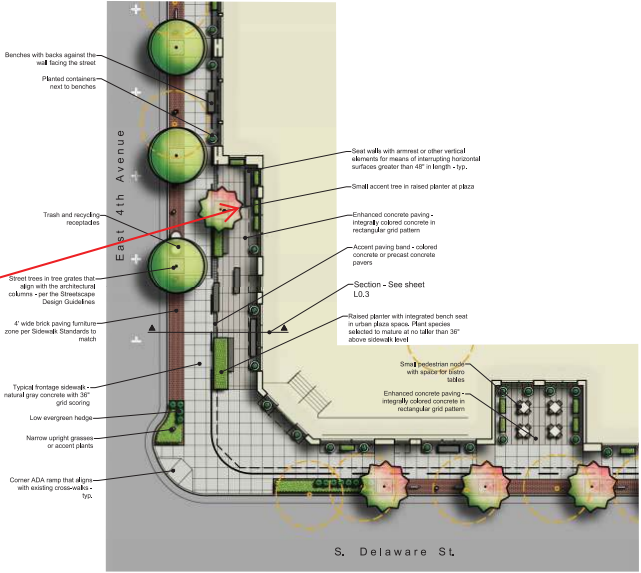 Benches with backs against the
wall facing the street
Planted containers
next to benches
East 4th Avenue
Trash and recycling
receptacles
Street trees in tree grates that
align with the architectural
columns - per the Streetscape
Design Guidelines
4' wide brick paving furniture
zone per Sidewalk Standards to
match
Typical frontage sidewalk -
natural gray concrete with 36"
grid scoring
Low evergreen hedge
Narrow upright grasses
or accent plants
Corner ADA ramp that aligns
with existing cross-walks -
typ.
Seat walls with armrest or other vertical
elements for means of interrupting horizontal
surfaces greater than 48" in length - typ.
Small accent tree in raised planter at plaza
Enhanced concrete paving -
integrally colored concrete in
rectangular grid pattern
Accent paving band - colored
concrete or precast concrete
pavers
Section - See sheet
L0.3
Raised planter with integrated bench seat
in urban plaza space. Plant species
selected to mature at no taller than 36"
above sidewalk level
Small pedestrian node
with space for bistro
tables
Enhanced concrete paving -
integrally colored concrete in
rectangular grid pattern
S. Delaware St.